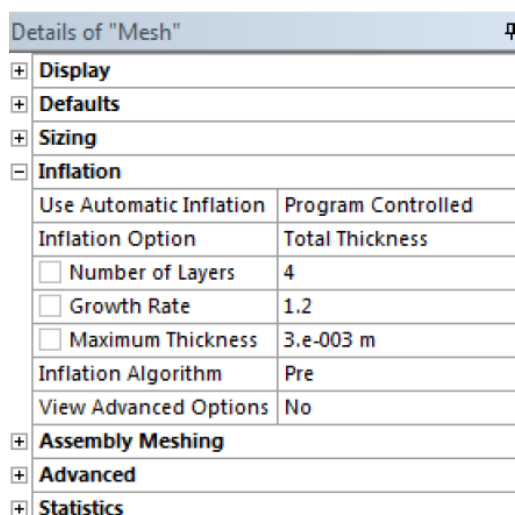 Details of "Mesh"
Display
Defaults
Sizing
Inflation
Use Automatic Inflation Program Controlled
Inflation Option Total Thickness
Number of Layers 4
Growth Rate 1.2
Maximum Thickness 3.e-003 m
Inflation Algorithm Pre
View Advanced Options No
Assembly Meshing
Advanced
Statistics